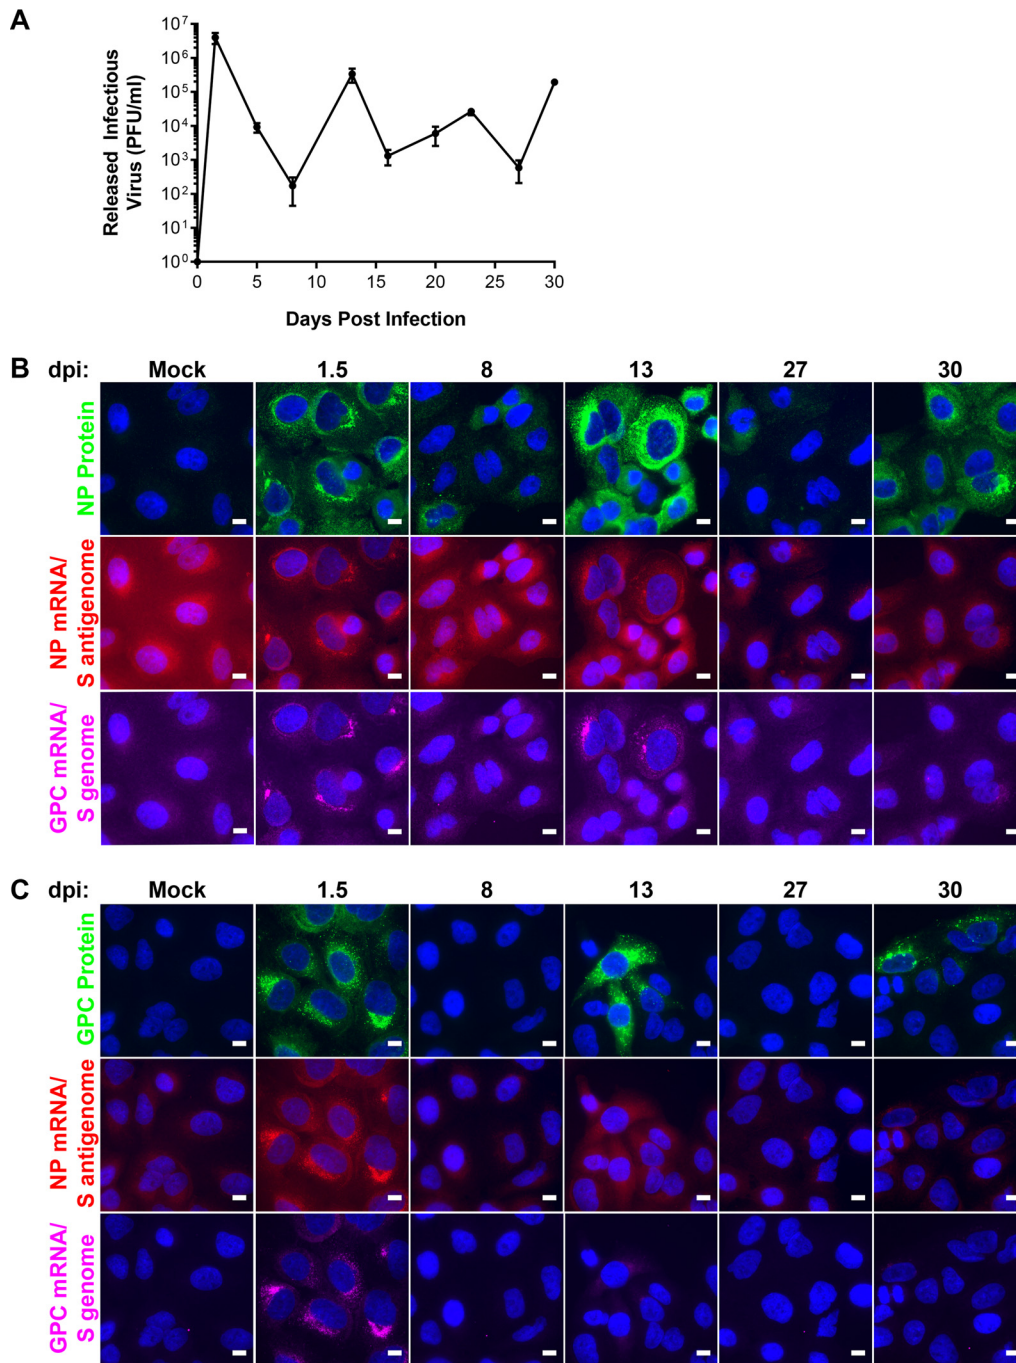 A
Released Infectious
Virus (PFU/ml)
10⁷
10⁶
10⁵
10⁴
10³
10²
10¹
10⁰
0 5 10 15 20 25 30
Days Post Infection
B dpi: Mock 1.5 8 13 27 30
NP Protein
NP mRNA/
S antigenome
GPC mRNA/
S genome
C dpi: Mock 1.5 8 13 27 30
GPC Protein
NP mRNA/
S antigenome
GPC mRNA/
S genome